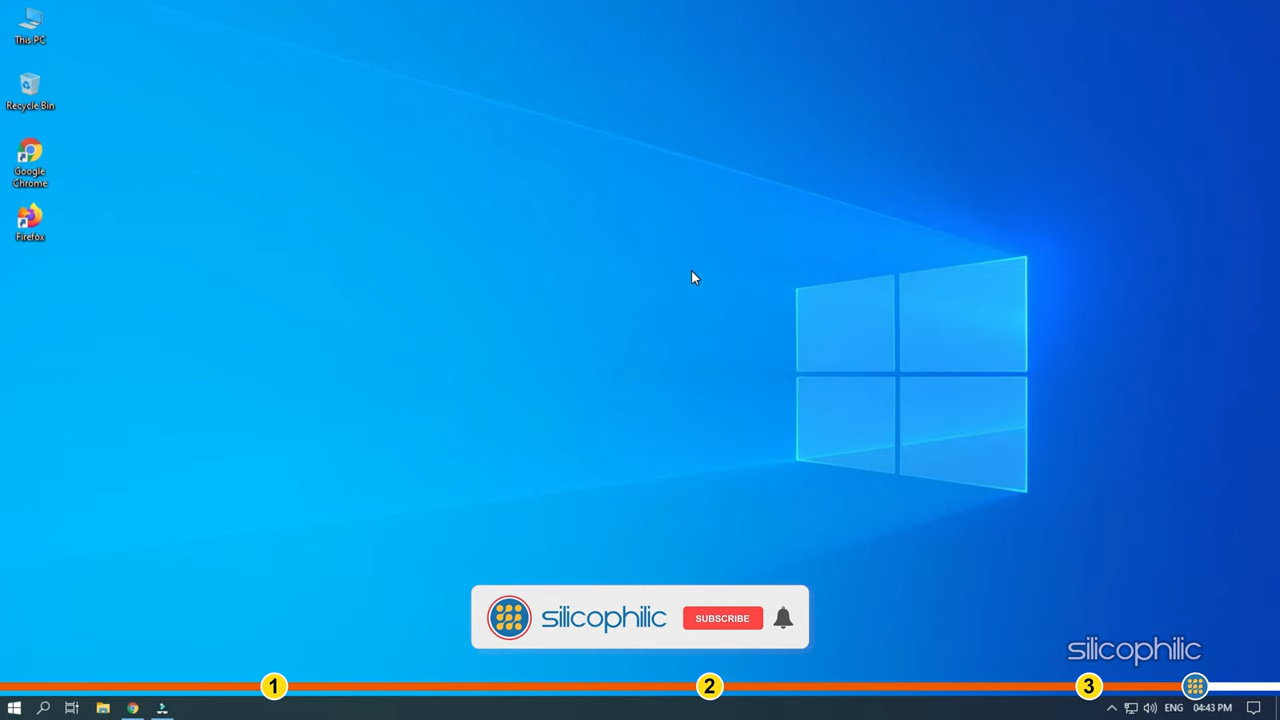 This PC
Recycle Bin
Google
Chrome
Firefox
silicophilic
SUBSCRIBE
silicophilic
1
2
3
ENG
04:43 PM